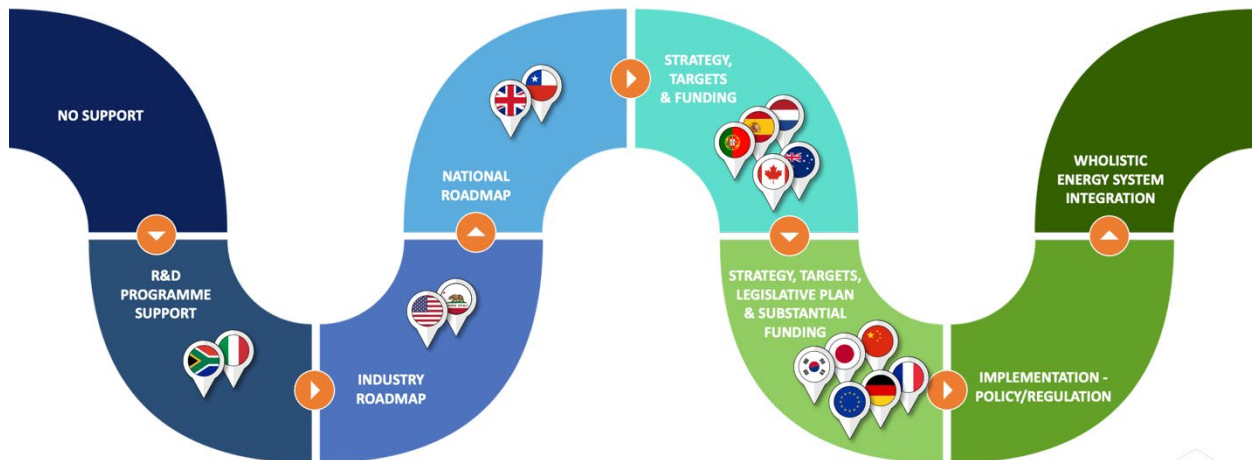 NO SUPPORT
R&D
PROGRAMME
SUPPORT
INDUSTRY
ROADMAP
NATIONAL
ROADMAP
STRATEGY,
TARGETS
& FUNDING
STRATEGY, TARGETS,
LEGISLATIVE PLAN
& SUBSTANTIAL
FUNDING
IMPLEMENTATION -
POLICY/REGULATION
WHOLISTIC
ENERGY SYSTEM
INTEGRATION